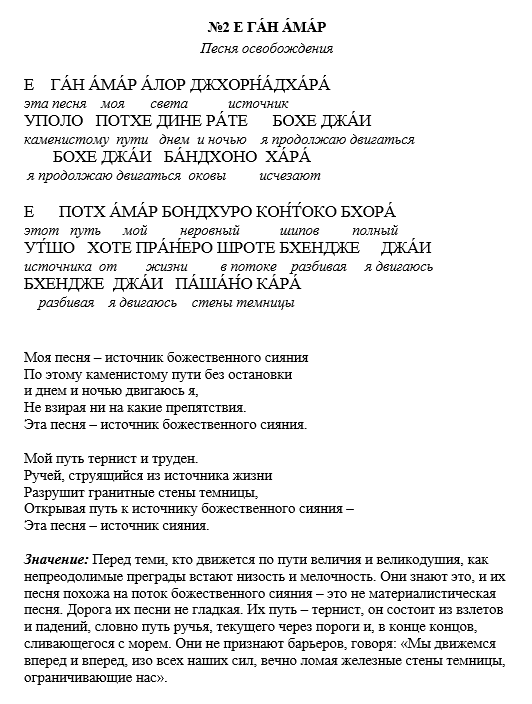 №2 Е ГА́Н А́МА́Р
Песня освобождения
Е ГА́Н А́МА́Р А́ЛОР ДЖХОРН́АДХА́РА́
эта песня моя света источник
УПОЛО ПОТХЕ ДИНЕ РА́ТЕ БОХЕ ДЖА́И
каменистому пути днем и ночью я продолжаю двигаться
БОХЕ ДЖА́И БА́НДХОНО ХА́РА́
я продолжаю двигаться оковы исчезают
Е ПОТХ А́МА́Р БОНДХУРО КОН́Т́ОКО БХОРА́
этот путь мой неровный шипов полный
УТ́ШО ХОТЕ ПРА́Н́ЕРО ШРОТЕ БХЕНДЖЕ ДЖА́И
источника от жизни в потоке разбивая я двигаюсь
БХЕНДЖЕ ДЖА́И ПА́ША́Н́О КА́РА́
разбивая я двигаюсь стены темницы
Моя песня – источник божественного сияния
По этому каменистому пути без остановки
и днем и ночью двигаюсь я,
Не взирая ни на какие препятствия.
Эта песня – источник божественного сияния.
Мой путь тернист и труден.
Ручей, струящийся из источника жизни
Разрушит гранитные стены темницы,
Открывая путь к источнику божественного сияния –
Эта песня – источник сияния.
Значение: Перед теми, кто движется по пути величия и великодушия, как
непреодолимые преграды встают низость и мелочность. Они знают это, и их
песня похожа на поток божественного сияния – это не материалистическая
песня. Дорога их песни не гладкая. Их путь – тернист, он состоит из взлетов
и падений, словно путь ручья, текущего через пороги и, в конце концов,
сливающегося с морем. Они не признают барьеров, говоря: «Мы движемся
вперед и вперед, изо всех наших сил, вечно ломая железные стены темницы,
ограничивающие нас».